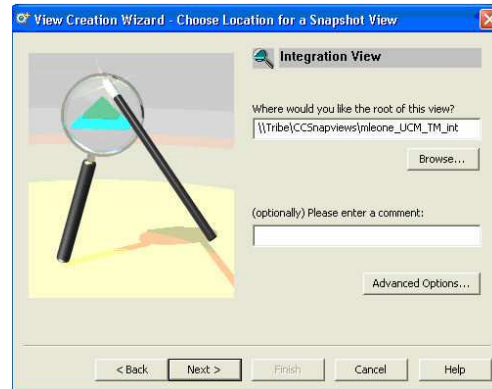 View Creation Wizard - Choose Location for a Snapshot View
Integration View
Where would you like the root of this view?
\\Tribe\CCSnapviews\mleone_UCM_TM_int
Browse...
(optionally) Please enter a comment:
Advanced Options...
< Back Next > Finish Cancel Help